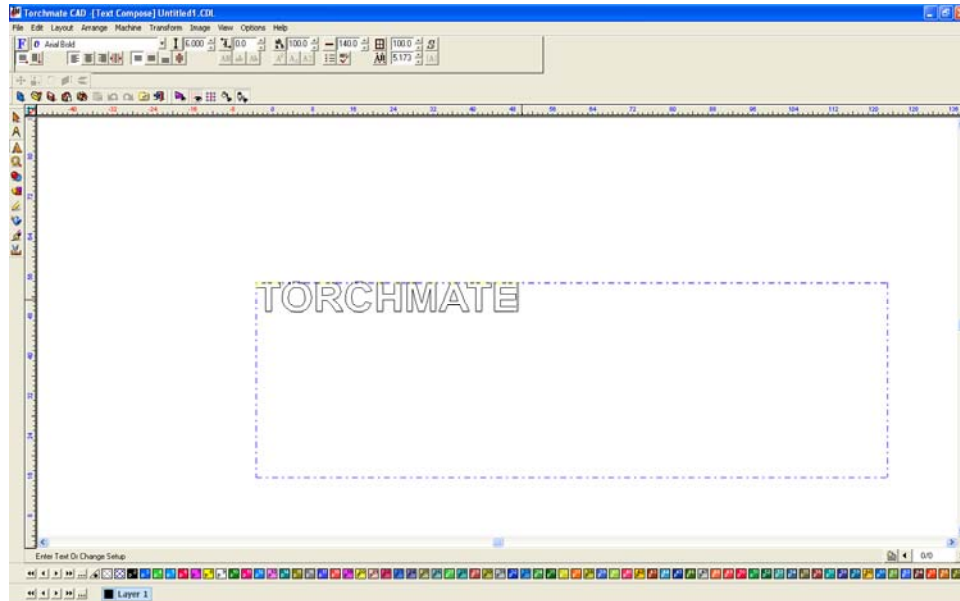 Torchmate CAD -[Text Compose] Untitled1.CDL
File Edit Layout Arrange Machine Transform Image View Options Help
Arial Bold 6.000 0.0 100.0 140.0 100.0
5.173
TORCHMATE
Enter Text Or Change Setup 0/0
Layer 1